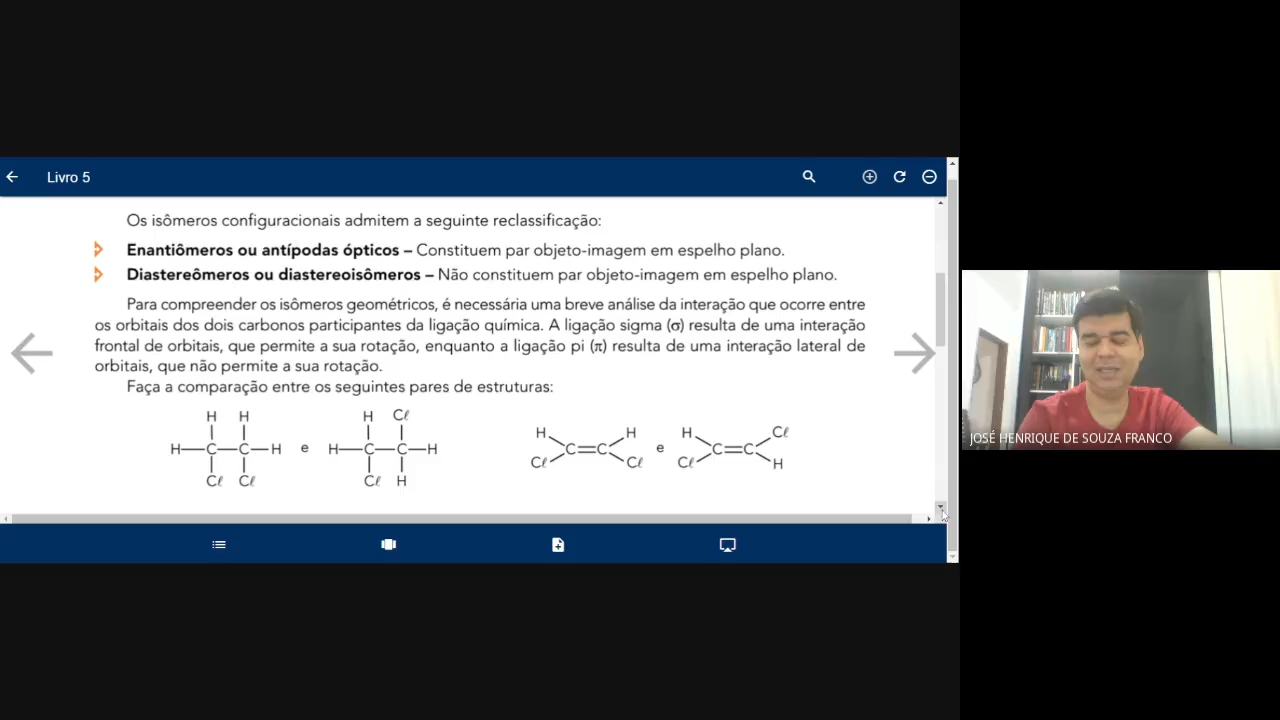 Livro 5
Os isômeros configuracionais admitem a seguinte reclassificação:
Enantiômeros ou antípodas ópticos – Constituem par objeto-imagem em espelho plano.
Diastereômeros ou diastereoisômeros – Não constituem par objeto-imagem em espelho plano.
Para compreender os isômeros geométricos, é necessária uma breve análise da interação que ocorre entre
os orbitais dos dois carbonos participantes da ligação química. A ligação sigma (σ) resulta de uma interação
frontal de orbitais, que permite a sua rotação, enquanto a ligação pi (π) resulta de uma interação lateral de
orbitais, que não permite a sua rotação.
Faça a comparação entre os seguintes pares de estruturas:
H H H Cℓ
H H H Cℓ
H—C—C—H e H—C—C—H C=C e C=C
Cℓ Cℓ Cℓ H
Cℓ Cℓ Cℓ H
JOSÉ HENRIQUE DE SOUZA FRANCO